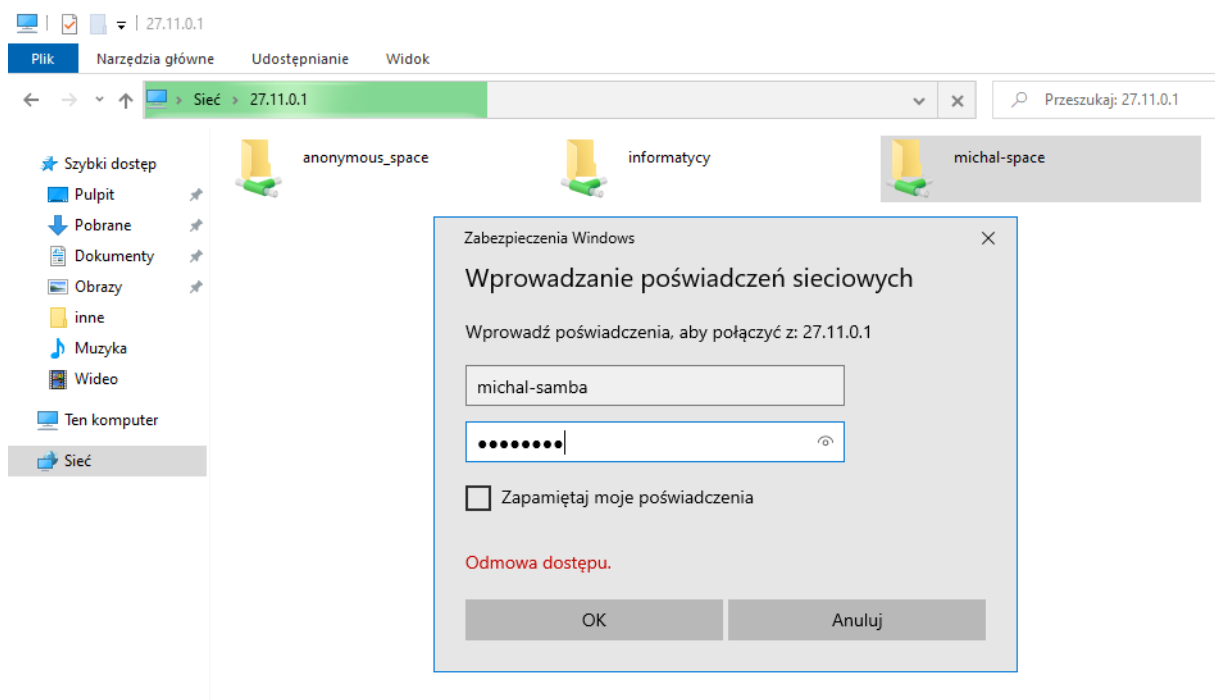 27.11.0.1
Plik Narzędzia główne Udostępnianie Widok
Sieć 27.11.0.1 Przeszukaj: 27.11.0.1
Szybki dostęp
Pulpit
Pobrane
Dokumenty
Obrazy
inne
Muzyka
Wideo
Ten komputer
Sieć
anonymous_space informatycy michal-space
Zabezpieczenia Windows
Wprowadzanie poświadczeń sieciowych
Wprowadź poświadczenia, aby połączyć z: 27.11.0.1
michal-samba
●●●●●●●●
Zapamiętaj moje poświadczenia
Odmowa dostępu.
OK Anuluj